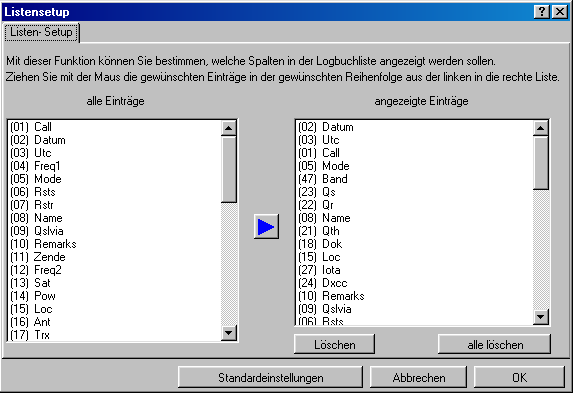 Listensetup
Listen- Setup
Mit dieser Funktion können Sie bestimmen, welche Spalten in der Logbuchliste angezeigt werden sollen.
Ziehen Sie mit der Maus die gewünschten Einträge in der gewünschten Reihenfolge aus der linken in die rechte Liste.
alle Einträge
(01) Call
(02) Datum
(03) Utc
(04) Freq1
(05) Mode
(06) Rsts
(07) Rstr
(08) Name
(09) Qslvia
(10) Remarks
(11) Zende
(12) Freq2
(13) Sat
(14) Pow
(15) Loc
(16) Ant
(17) Trx
angezeigte Einträge
(02) Datum
(03) Utc
(01) Call
(05) Mode
(47) Band
(23) Qs
(22) Qr
(08) Name
(21) Qth
(18) Dok
(15) Loc
(27) Iota
(24) Dxcc
(10) Remarks
(09) Qslvia
(06) Rsts
Löschen
alle löschen
Standardeinstellungen
Abbrechen
OK